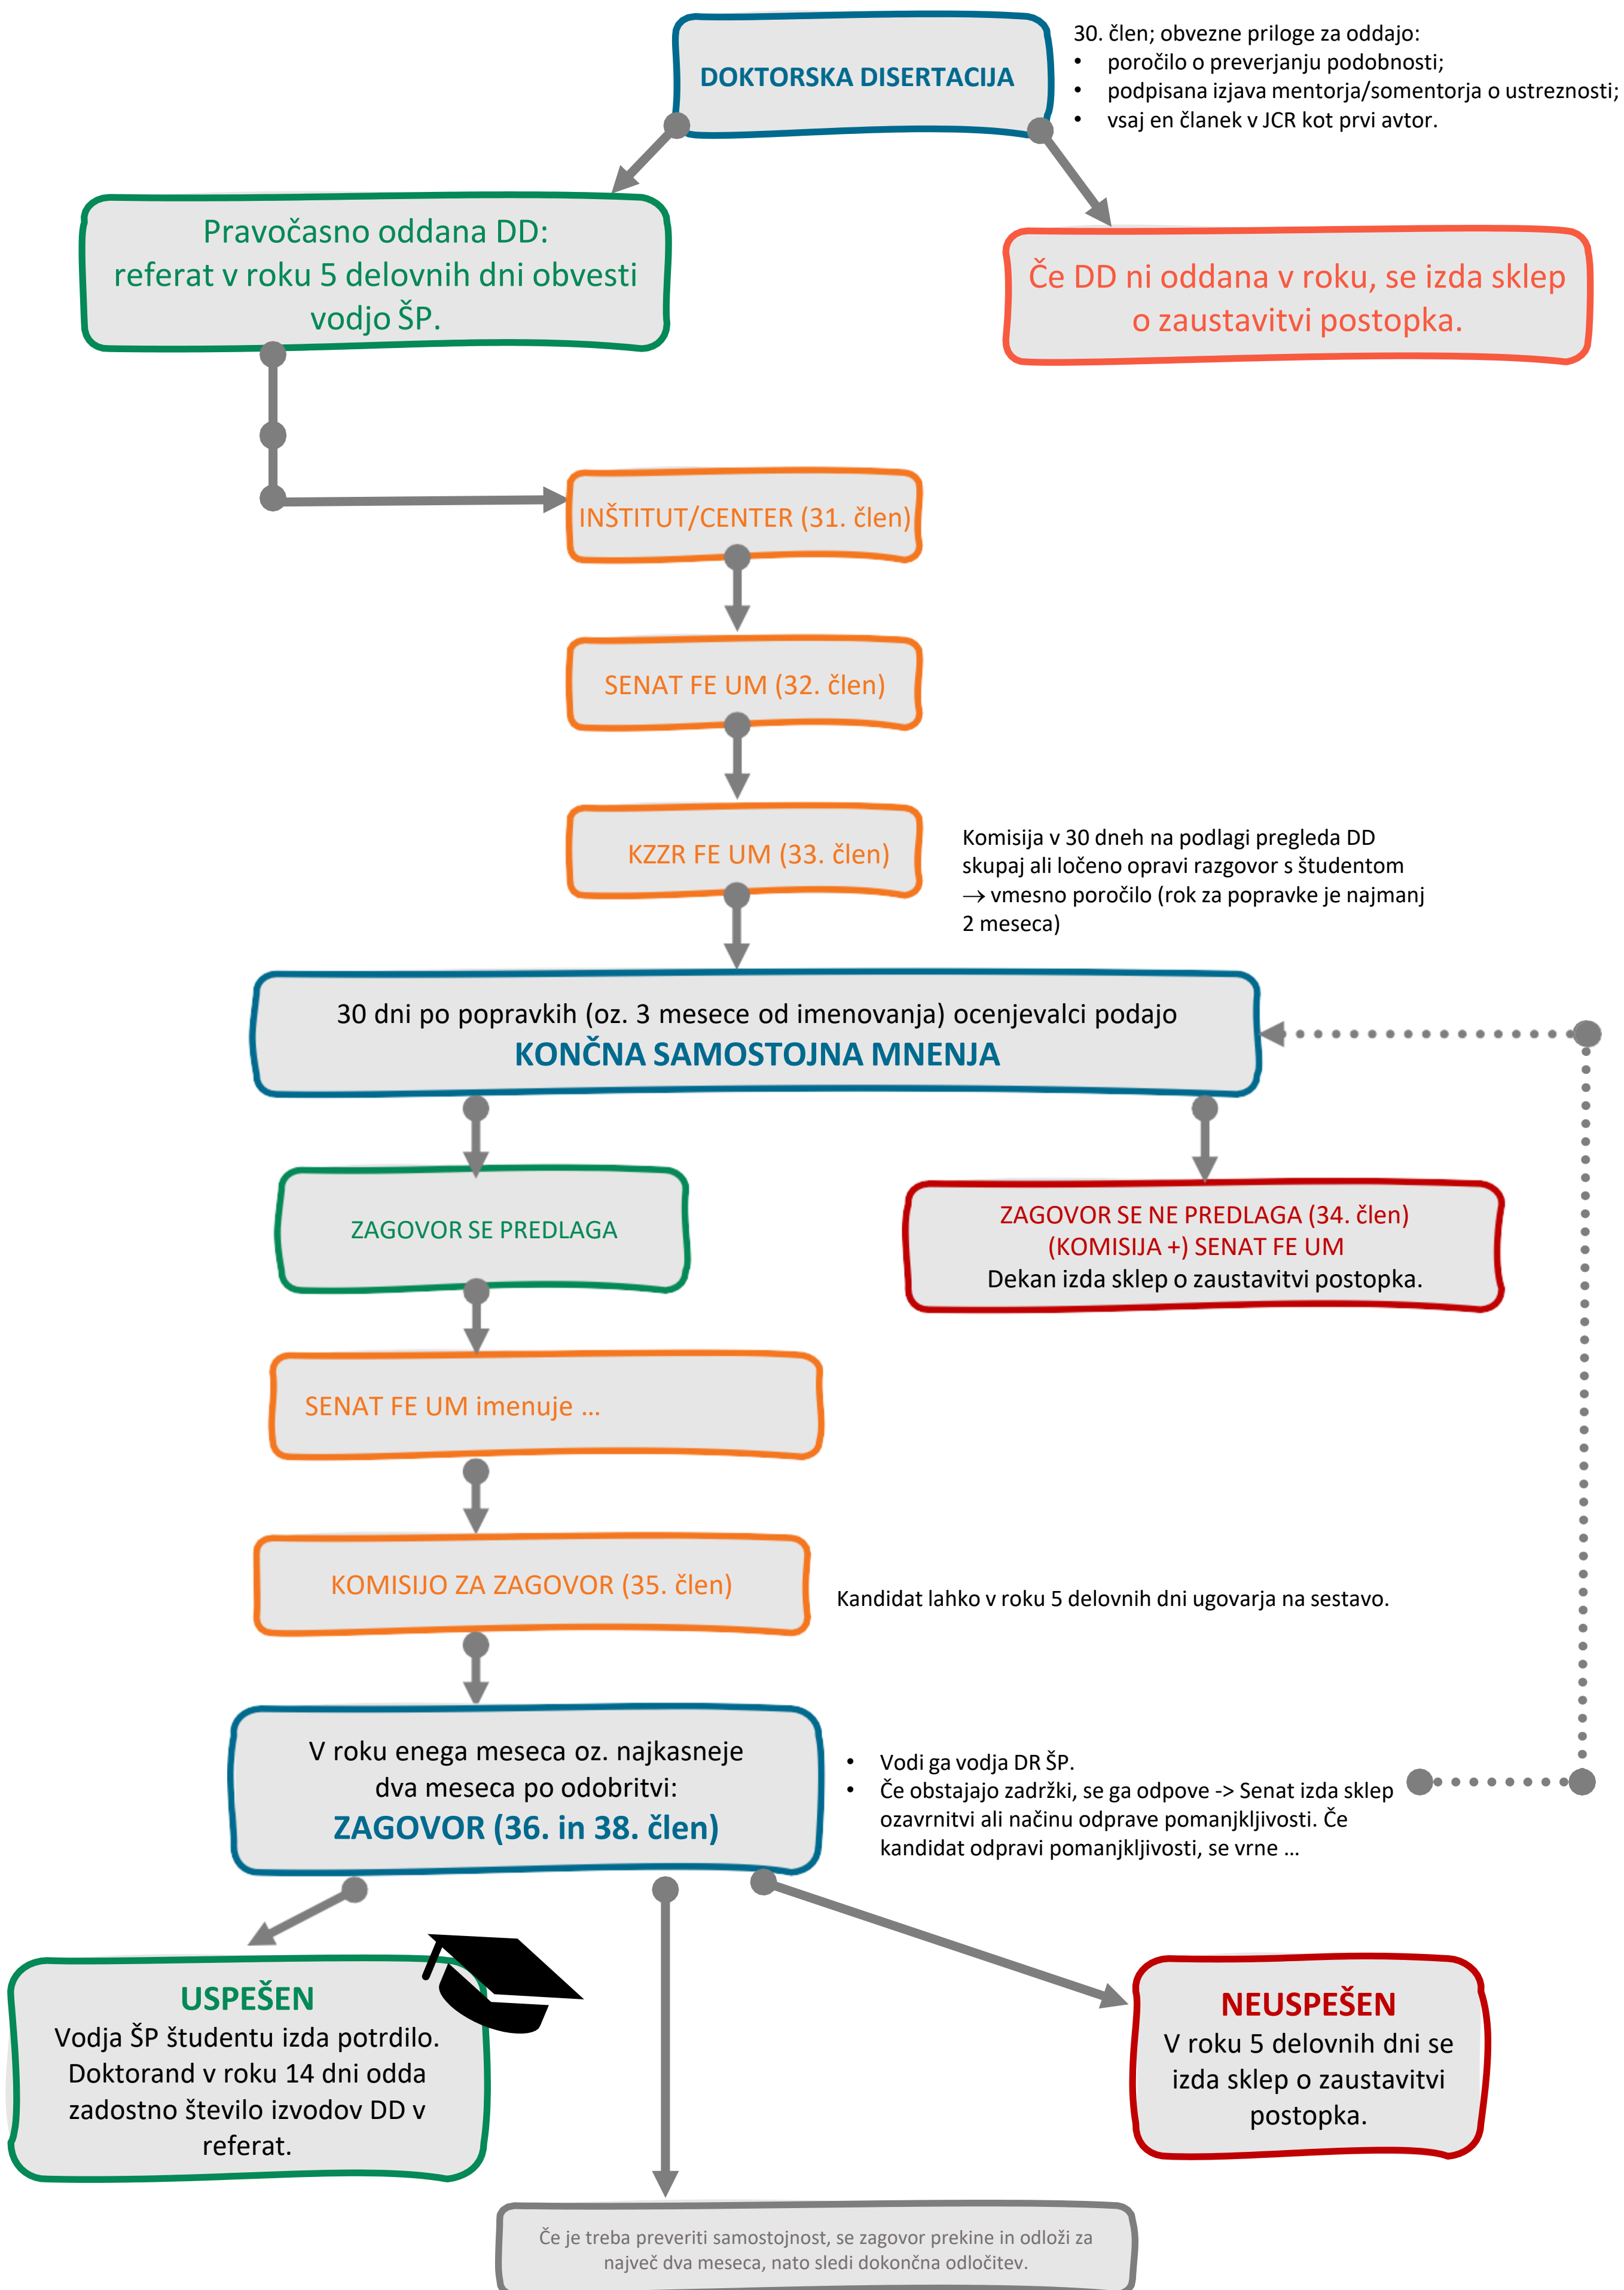 DOKTORSKA DISERTACIJA
30. člen; obvezne priloge za oddajo:
• poročilo o preverjanju podobnosti;
• podpisana izjava mentorja/somentorja o ustreznosti;
• vsaj en članek v JCR kot prvi avtor.
Pravočasno oddana DD:
referat v roku 5 delovnih dni obvesti
vodjo ŠP.
Če DD ni oddana v roku, se izda sklep
o zaustavitvi postopka.
INŠTITUT/CENTER (31. člen)
SENAT FE UM (32. člen)
KZZR FE UM (33. člen)
Komisija v 30 dneh na podlagi pregleda DD
skupaj ali ločeno opravi razgovor s študentom
→ vmesno poročilo (rok za popravke je najmanj
2 meseca)
30 dni po popravkih (oz. 3 mesece od imenovanja) ocenjevalci podajo
KONČNA SAMOSTOJNA MNENJA
ZAGOVOR SE PREDLAGA
ZAGOVOR SE NE PREDLAGA (34. člen)
(KOMISIJA +) SENAT FE UM
Dekan izda sklep o zaustavitvi postopka.
SENAT FE UM imenuje ...
KOMISIJO ZA ZAGOVOR (35. člen)
Kandidat lahko v roku 5 delovnih dni ugovarja na sestavo.
V roku enega meseca oz. najkasneje
dva meseca po odobritvi:
ZAGOVOR (36. in 38. člen)
• Vodi ga vodja DR ŠP.
• Če obstajajo zadržki, se ga odpove -> Senat izda sklep
ozavrnitvi ali načinu odprave pomanjkljivosti. Če
kandidat odpravi pomanjkljivosti, se vrne ...
USPEŠEN
Vodja ŠP študentu izda potrdilo.
Doktorand v roku 14 dni odda
zadostno število izvodov DD v
referat.
NEUSPEŠEN
V roku 5 delovnih dni se
izda sklep o zaustavitvi
postopka.
Če je treba preveriti samostojnost, se zagovor prekine in odloži za
največ dva meseca, nato sledi dokončna odločitev.